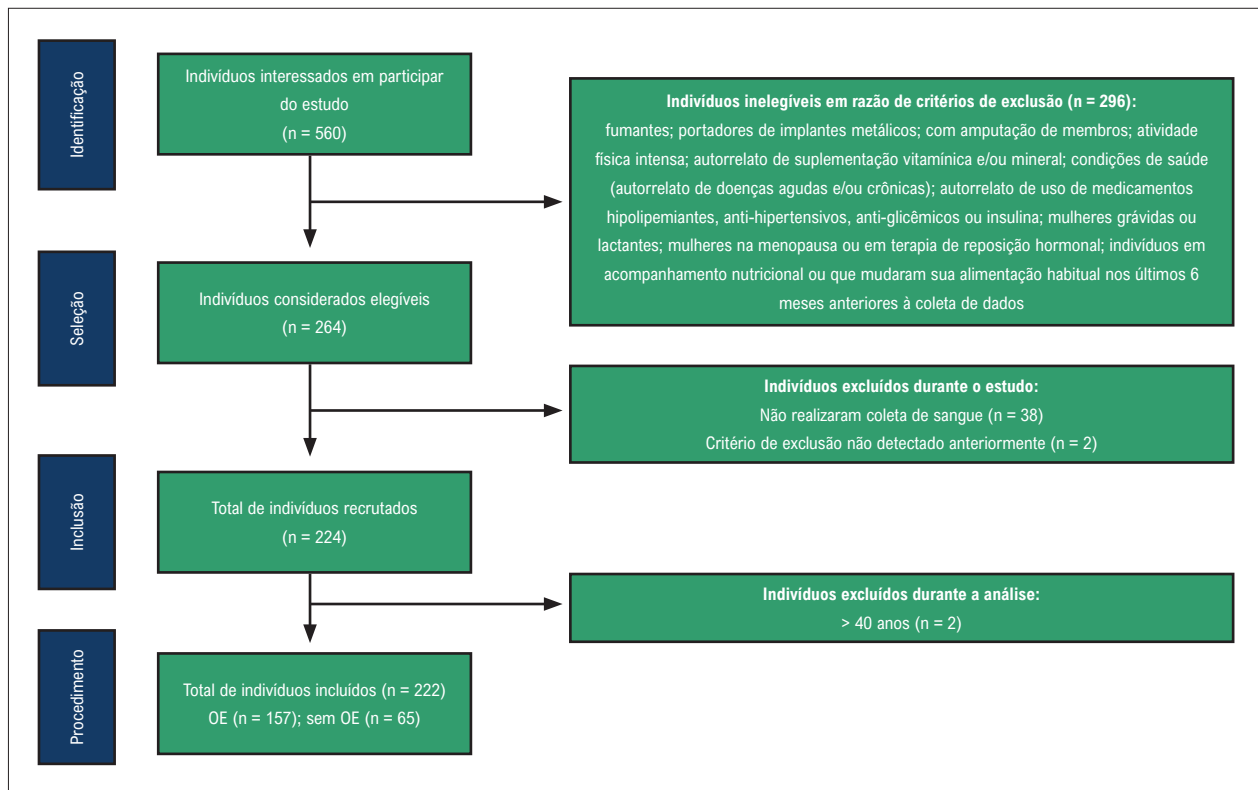 Identificação
Indivíduos interessados em participar
do estudo
(n = 560)
Indivíduos inelegíveis em razão de critérios de exclusão (n = 296):
fumantes; portadores de implantes metálicos; com amputação de membros; atividade
física intensa; autorrelato de suplementação vitamínica e/ou mineral; condições de saúde
(autorrelato de doenças agudas e/ou crônicas); autorrelato de uso de medicamentos
hipolipemiantes, anti-hipertensivos, anti-glicêmicos ou insulina; mulheres grávidas ou
lactantes; mulheres na menopausa ou em terapia de reposição hormonal; indivíduos em
acompanhamento nutricional ou que mudaram sua alimentação habitual nos últimos 6
meses anteriores à coleta de dados
Seleção
Indivíduos considerados elegíveis
(n = 264)
Indivíduos excluídos durante o estudo:
Não realizaram coleta de sangue (n = 38)
Critério de exclusão não detectado anteriormente (n = 2)
Inclusão
Total de indivíduos recrutados
(n = 224)
Indivíduos excluídos durante a análise:
> 40 anos (n = 2)
Procedimento
Total de indivíduos incluídos (n = 222)
OE (n = 157); sem OE (n = 65)